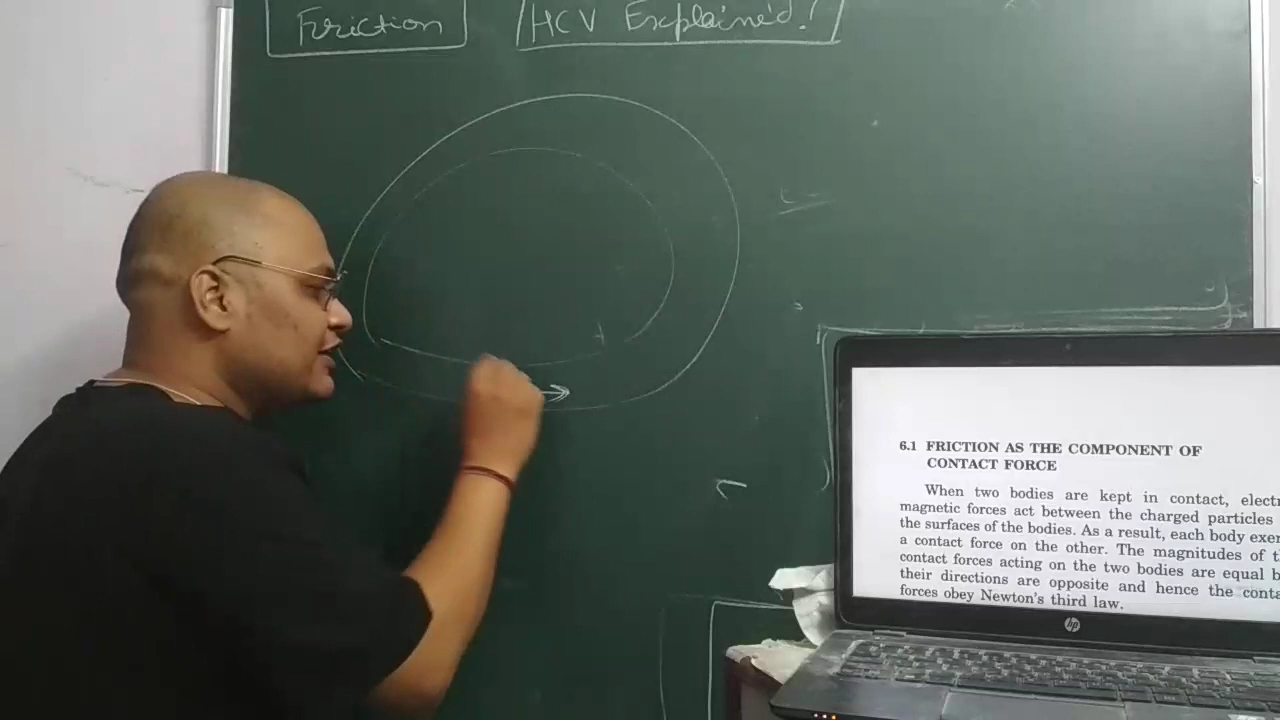 Friction
HCV Explained!
6.1 FRICTION AS THE COMPONENT OF
CONTACT FORCE
When two bodies are kept in contact, electr
magnetic forces act between the charged particles
the surfaces of the bodies. As a result, each body exer
a contact force on the other. The magnitudes of t
contact forces acting on the two bodies are equal b
their directions are opposite and hence the conta
forces obey Newton's third law.
hp